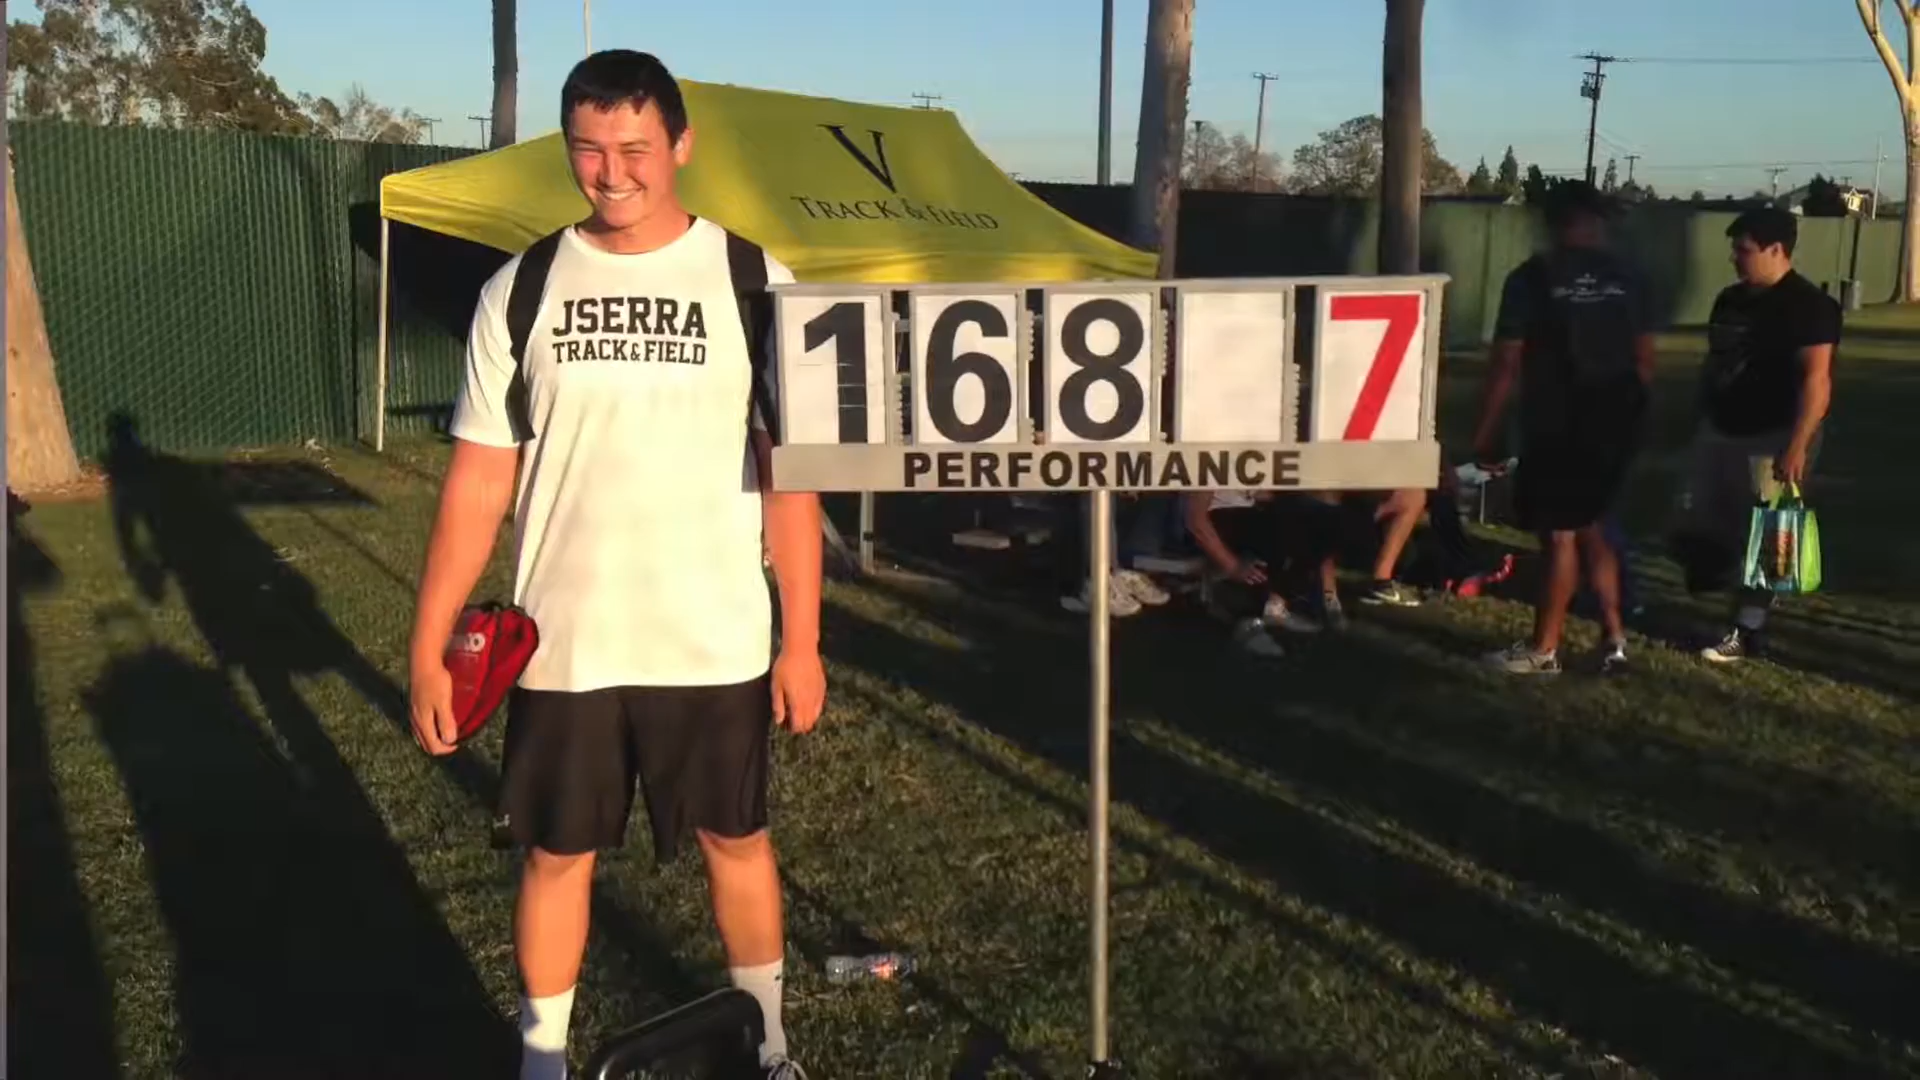 V
TRACK & FIELD
JSERRA
TRACK & FIELD
168 7
PERFORMANCE